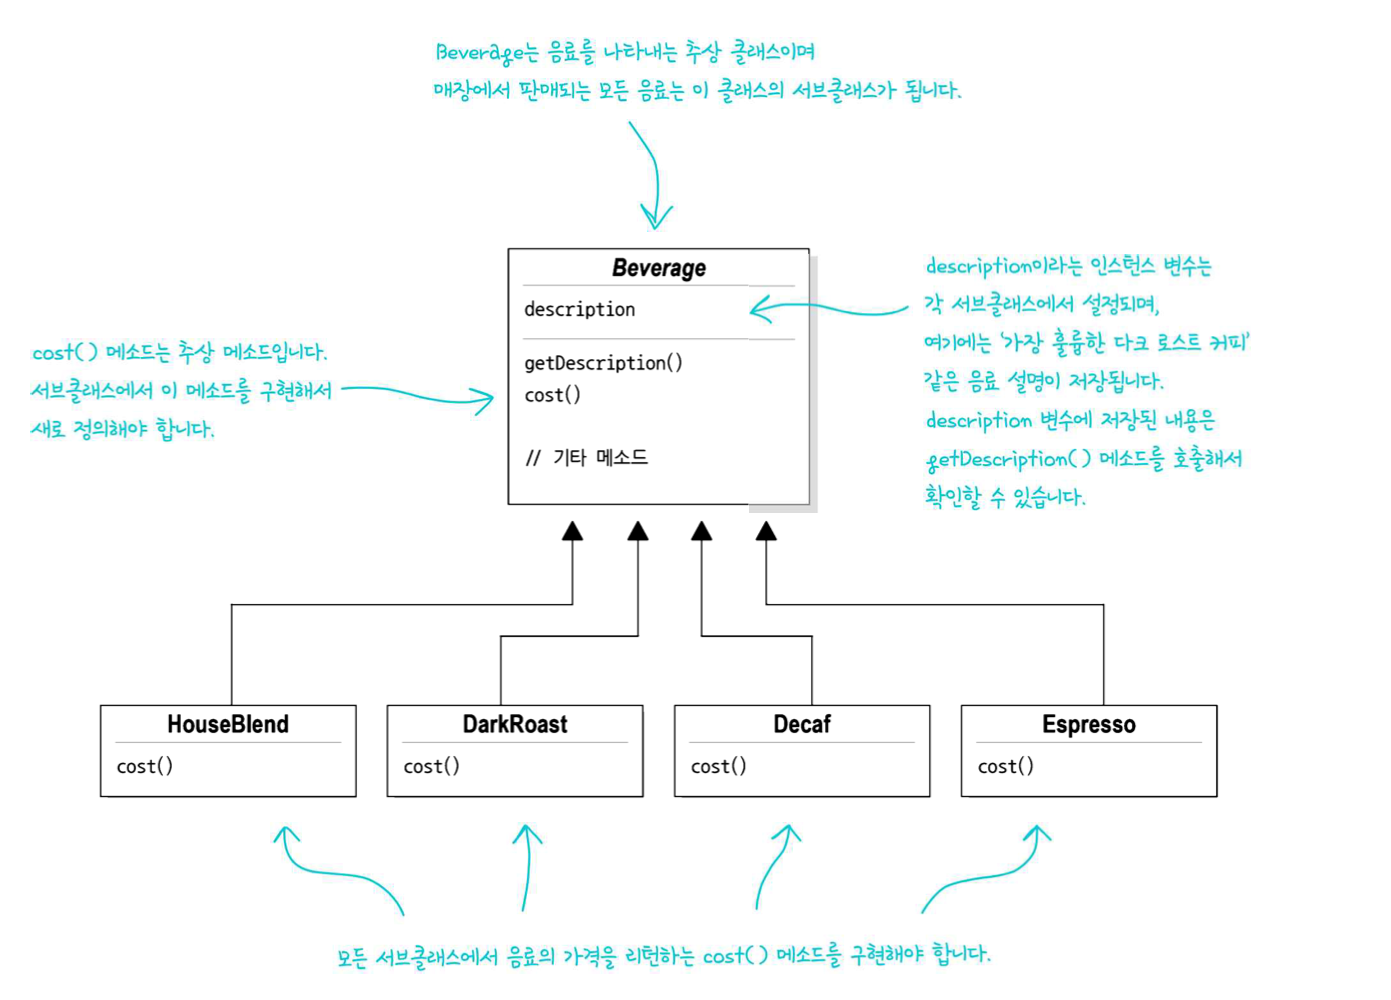 Beverage는 음료를 나타내는 추상 클래스이며
매장에서 판매되는 모든 음료는 이 클래스의 서브클래스가 됩니다.
Beverage
description
getDescription()
cost()
// 기타 메소드
cost() 메소드는 추상 메소드입니다.
서브클래스에서 이 메소드를 구현해서
새로 정의해야 합니다.
description이라는 인스턴스 변수는
각 서브클래스에서 설정되며,
여기에는 '가장 훌륭한 다크 로스트 커피'
같은 음료 설명이 저장됩니다.
description 변수에 저장된 내용은
getDescription() 메소드를 호출해서
확인할 수 있습니다.
HouseBlend
cost()
DarkRoast
cost()
Decaf
cost()
Espresso
cost()
모든 서브클래스에서 음료의 가격을 리턴하는 cost() 메소드를 구현해야 합니다.